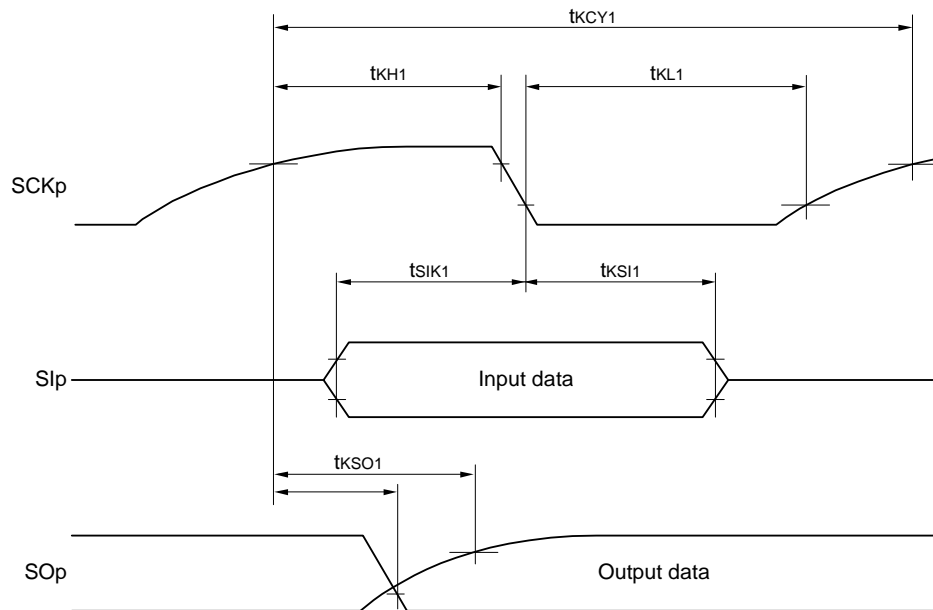 tKCY1
tKH1
tKL1
SCKp
tSIK1
tKSI1
SIp
Input data
tKSO1
SOp
Output data